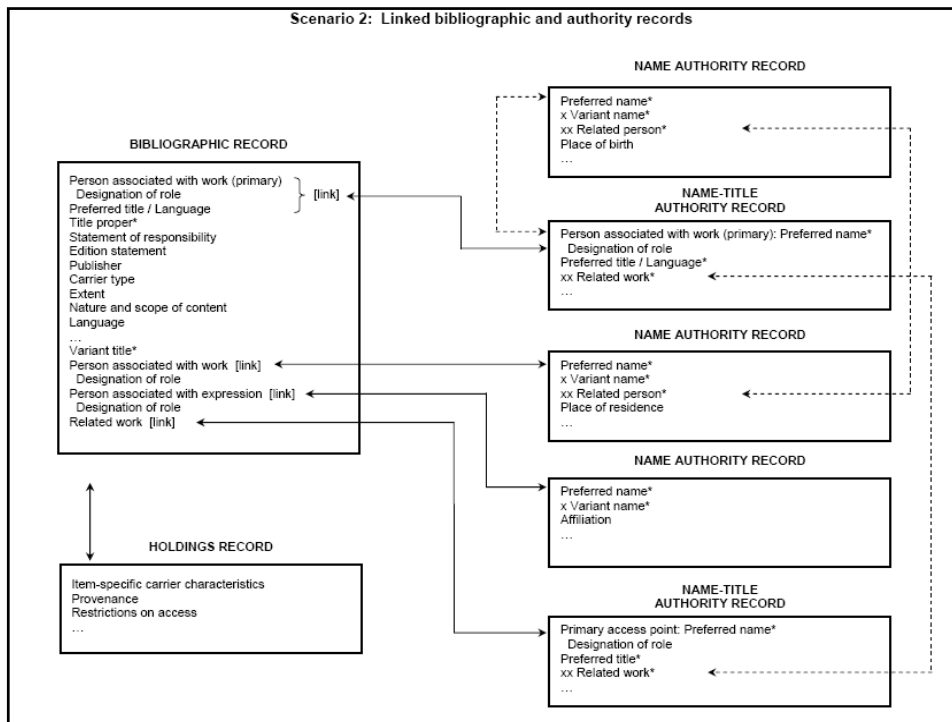 Scenario 2: Linked bibliographic and authority records
BIBLIOGRAPHIC RECORD
Person associated with work (primary)
Designation of role
Preferred title / Language
[link]
Title proper*
Statement of responsibility
Edition statement
Publisher
Carrier type
Extent
Nature and scope of content
Language
…
Variant title*
Person associated with work [link]
Designation of role
Person associated with expression [link]
Designation of role
Related work [link]
HOLDINGS RECORD
Item-specific carrier characteristics
Provenance
Restrictions on access
…
NAME AUTHORITY RECORD
Preferred name*
x Variant name*
xx Related person*
Place of birth
…
NAME-TITLE
AUTHORITY RECORD
Person associated with work (primary): Preferred name*
Designation of role
Preferred title / Language*
xx Related work*
…
NAME AUTHORITY RECORD
Preferred name*
x Variant name*
xx Related person*
Place of residence
…
NAME AUTHORITY RECORD
Preferred name*
x Variant name*
Affiliation
…
NAME-TITLE
AUTHORITY RECORD
Primary access point: Preferred name*
Designation of role
Preferred title*
xx Related work*
…